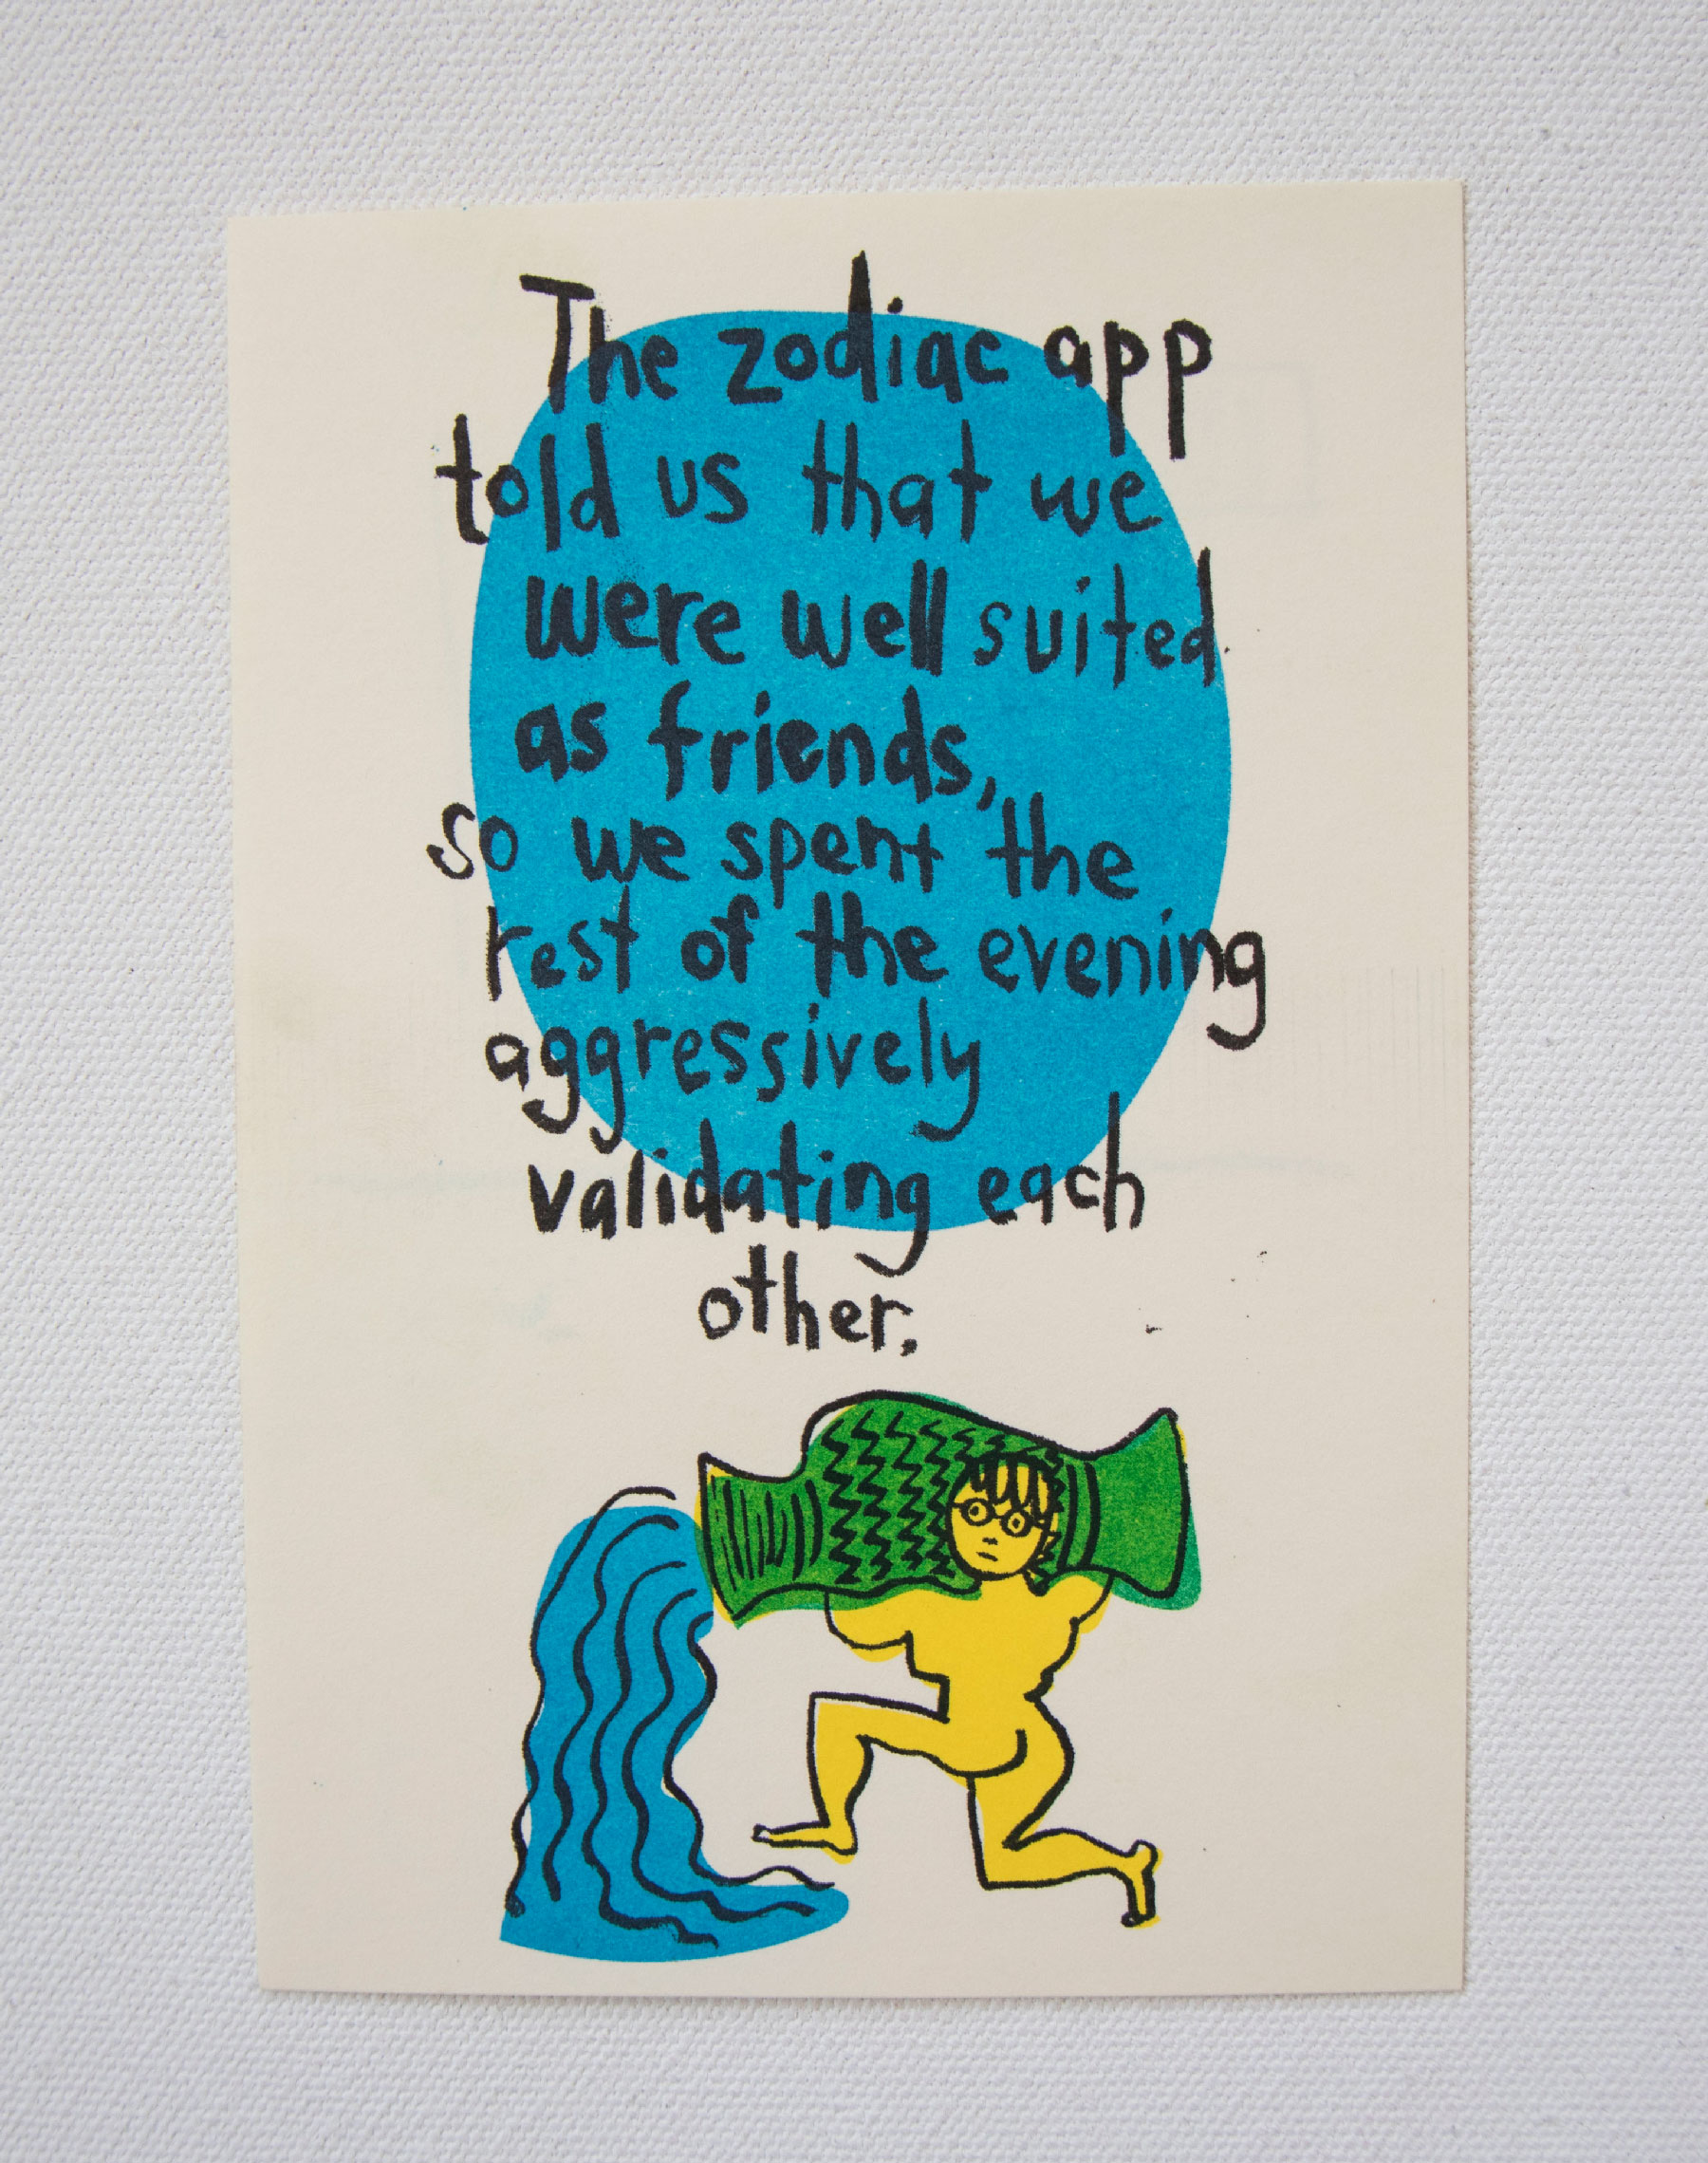 The zodiac app
told us that we
were well suited
as friends,
so we spent the
rest of the evening
aggressively
validating each
other.